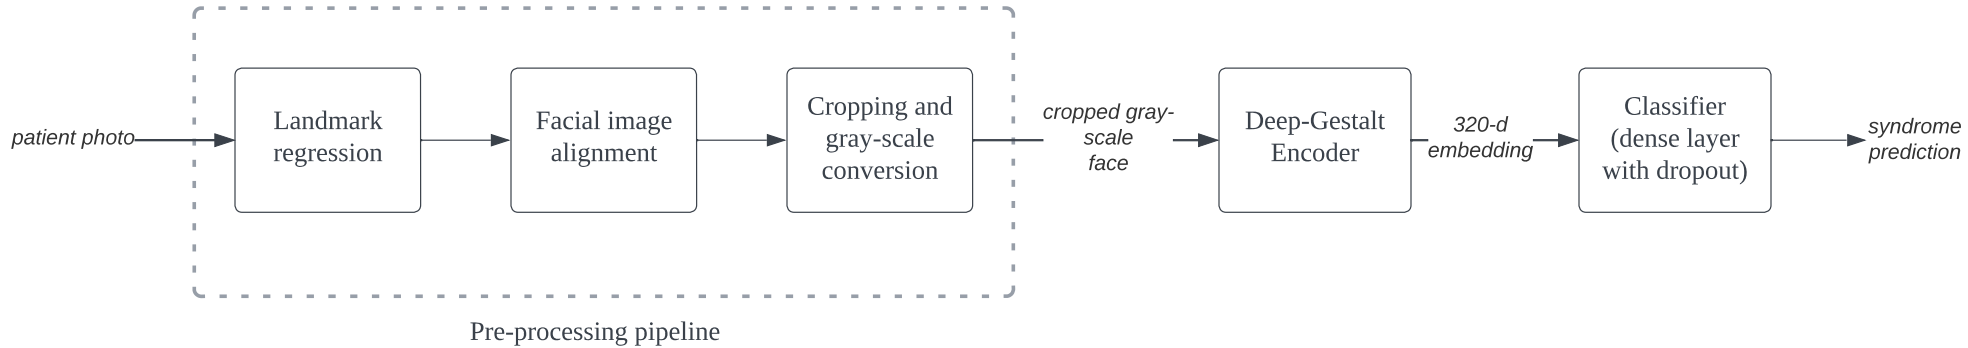 patient photo
Landmark
regression
Facial image
alignment
Cropping and
gray-scale
conversion
cropped gray-
scale
face
Deep-Gestalt
Encoder
320-d
embedding
Classifier
(dense layer
with dropout)
syndrome
prediction
Pre-processing pipeline